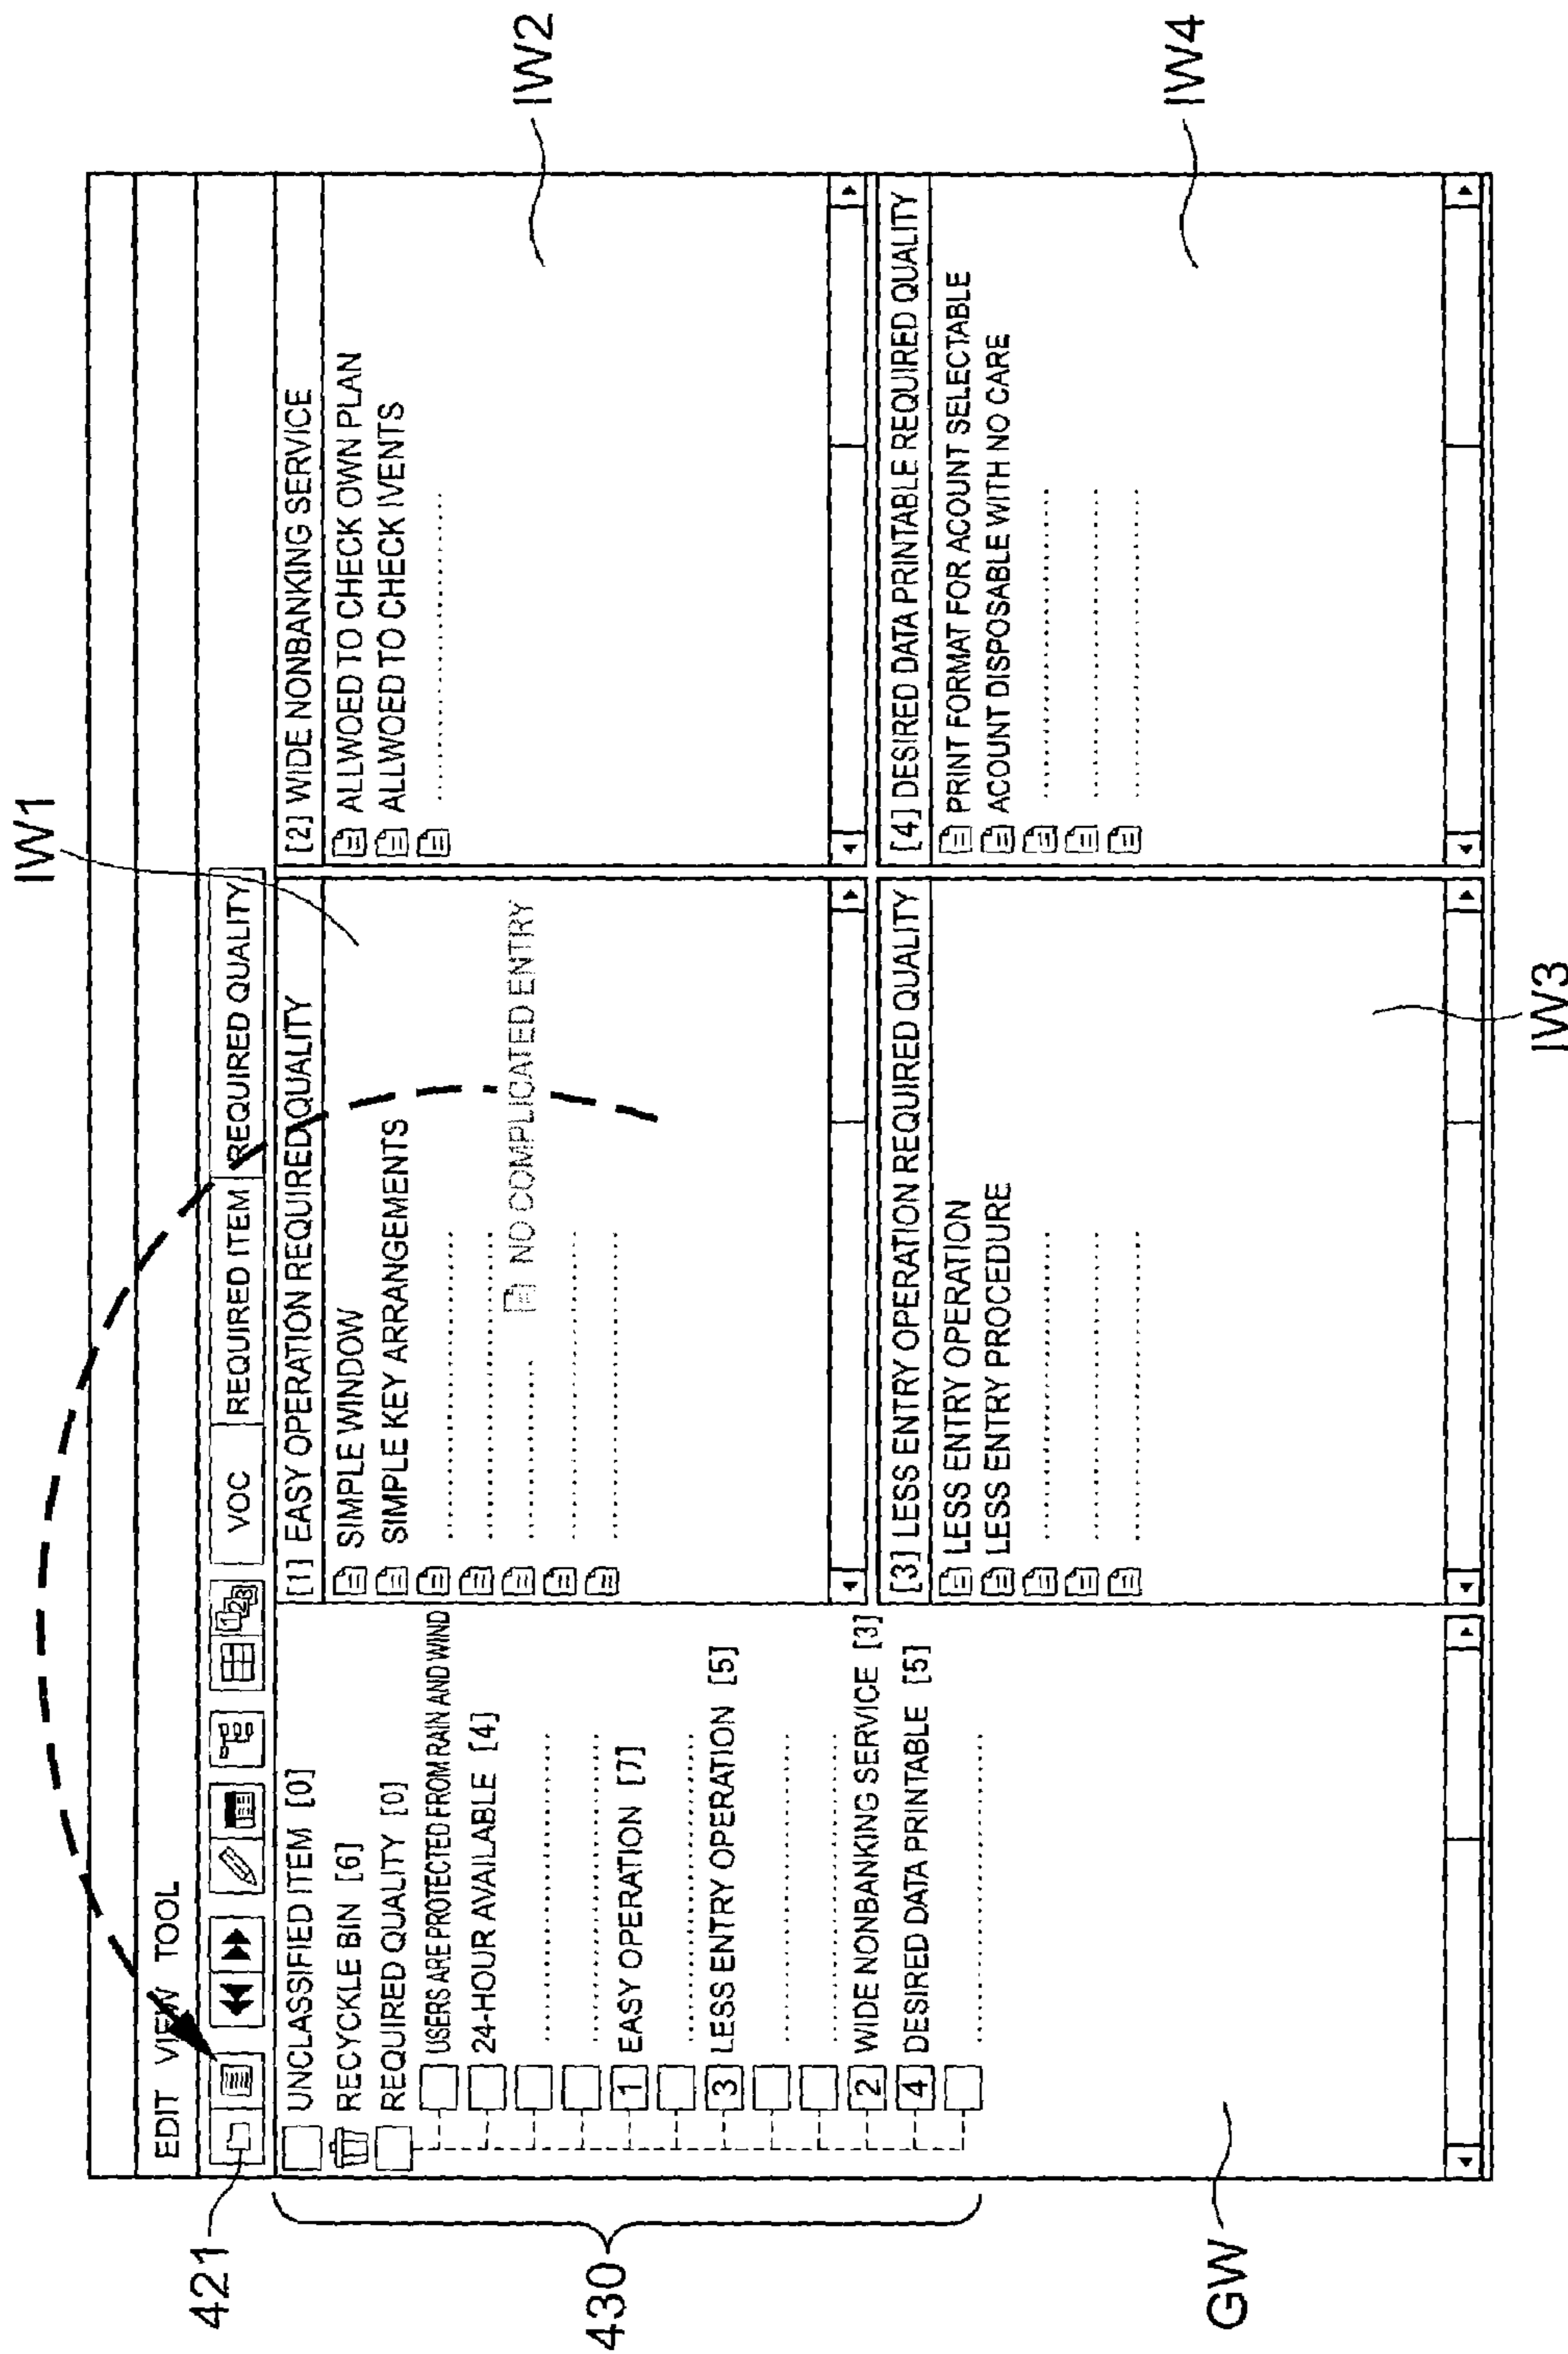 IW1
IW2
EDIT VIEW TOOL
421
VOC
REQUIRED ITEM
REQUIRED QUALITY
1
2
3
430
UNCLASSIFIED ITEM [0]
RECYCKLE BIN [6]
REQUIRED QUALITY [0]
USERS ARE PROTECTED FROM RAIN AND WIND
24-HOUR AVAILABLE [4]
1 EASY OPERATION [7]
3 LESS ENTRY OPERATION [5]
2 WIDE NONBANKING SERVICE [3]
4 DESIRED DATA PRINTABLE [5]
GW
[1] EASY OPERATION REQUIRED QUALITY
SIMPLE WINDOW
SIMPLE KEY ARRANGEMENTS
NO COMPLICATED ENTRY
[2] WIDE NONBANKING SERVICE
ALLWOED TO CHECK OWN PLAN
ALLWOED TO CHECK IVENTS
[3] LESS ENTRY OPERATION REQUIRED QUALITY
LESS ENTRY OPERATION
LESS ENTRY PROCEDURE
[4] DESIRED DATA PRINTABLE REQUIRED QUALITY
PRINT FORMAT FOR ACOUNT SELECTABLE
ACOUNT DISPOSABLE WITH NO CARE
IW3
IW4